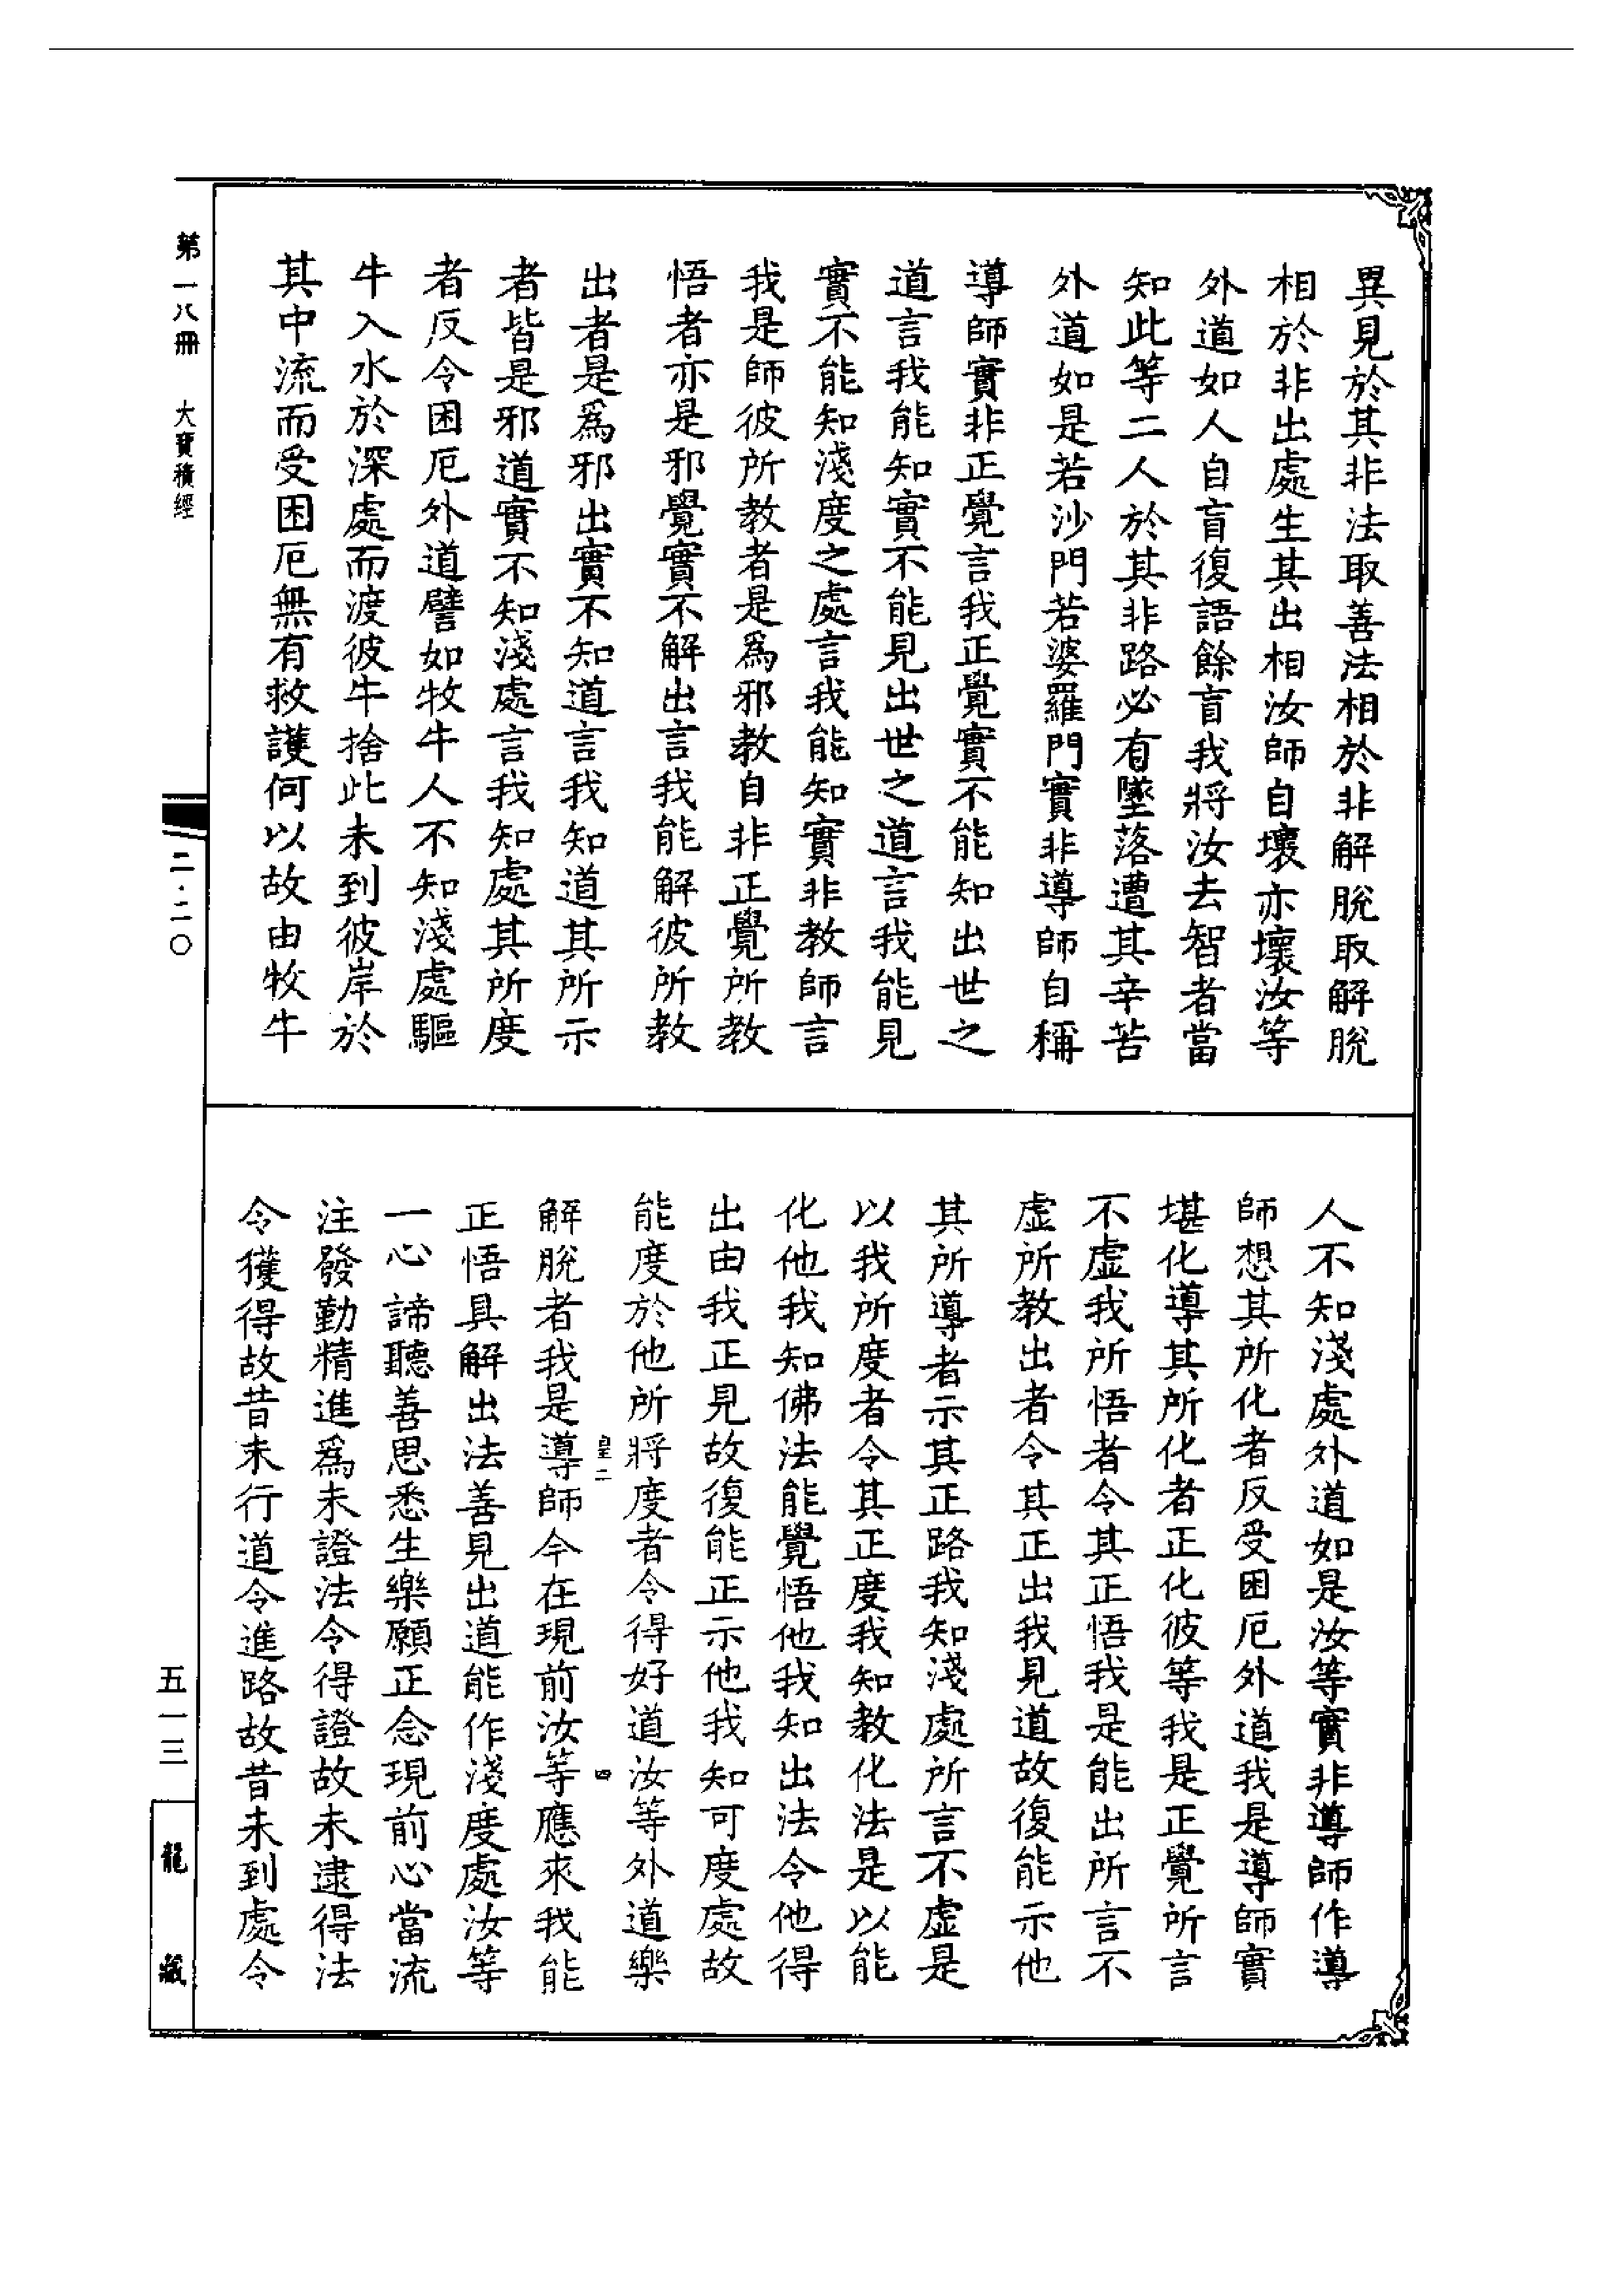 異見於其非法取善法相於非解脫取解脫
相於非出處生其出相汝師自壞亦壞汝等
外道如人自盲復語餘盲我將汝去智者當
知此等二人於其非路必有墜落遭其辛苦
外道如是若沙門若婆羅門實非導師自稱
導師實非正覺言我正覺實不能知出世之
道言我能知實不能見出世之道言我能見
實不能知淺度之處言我能知實非教師言
我是師彼所教者是為邪教自非正覺所教
悟者亦是邪覺實不解出言我能解彼所教
出者是為邪出實不知道言我知道其所示
者皆是邪道實不知淺處言我知處其所度
者反令困厄外道譬如牧牛人不知淺處驅
牛入水於深處而渡彼牛捨此未到彼岸於
其中流而受困厄無有救護何以故由牧牛
人不知淺處外道如是汝等實非導師作導
師想其所化者反受困厄外道我是導師實
堪化導其所化者正化彼等我是正覺所言
不虛我所悟者令其正悟我是能出所言不
虛所教出者令其正出我見道故復能示他
其所導者示其正路我知淺處所言不虛是
以我所度者令其正度我知教化法是以能
化他我知佛法能覺悟他我知出法令他得
出由我正見故復能正示他我知可度處故
能度於他所將度者令得好道汝等外道樂
皇二 四
解脫者我是導師今在現前汝等應來我能
正悟具解出法善見出道能作淺度處汝等
一心諦聽善思悉生樂願正念現前心當流
注發勤精進為未證法令得證故未逮得法
令獲得故昔未行道令進路故昔未到處令
第一八冊 大寶積經
二·二〇
五一三
龍藏